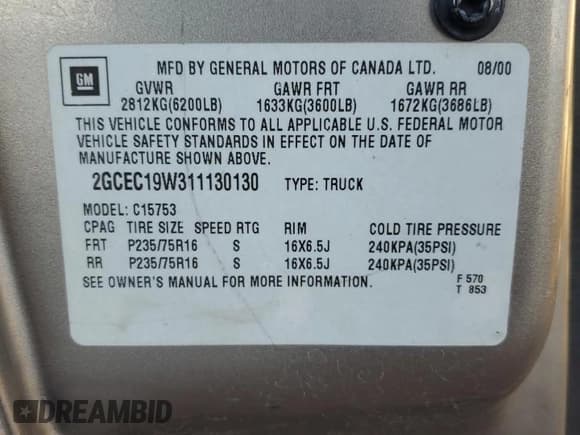 GM
MFD BY GENERAL MOTORS OF CANADA LTD. 08/00
GVWR GAWR FRT GAWR RR
2812KG(6200LB) 1633KG(3600LB) 1672KG(3686LB)
THIS VEHICLE CONFORMS TO ALL APPLICABLE U.S. FEDERAL MOTOR
VEHICLE SAFETY STANDARDS IN EFFECT ON THE DATE OF
MANUFACTURE SHOWN ABOVE.
2GCEC19W311130130 TYPE: TRUCK
MODEL: C15753
CPAG TIRE SIZE SPEED RTG RIM COLD TIRE PRESSURE
FRT P235/75R16 S 16X6.5J 240KPA(35PSI)
RR P235/75R16 S 16X6.5J 240KPA(35PSI)
SEE OWNER'S MANUAL FOR MORE INFORMATION.
F 570
T 853
DREAMBID